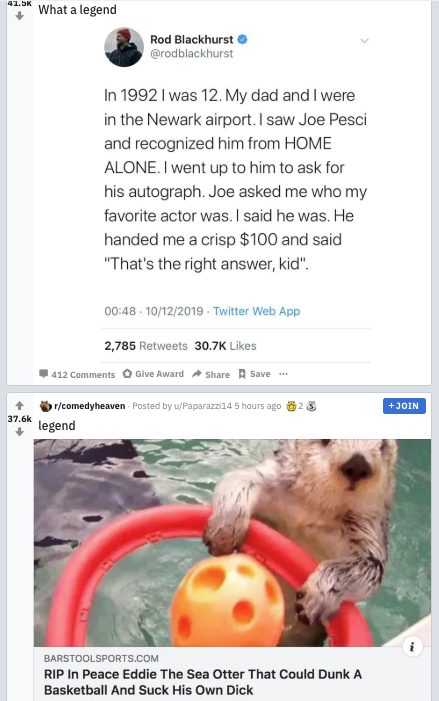 41.5k
What a legend
Rod Blackhurst
@rodblackhurst
In 1992 I was 12. My dad and I were
in the Newark airport. I saw Joe Pesci
and recognized him from HOME
ALONE. I went up to him to ask for
his autograph. Joe asked me who my
favorite actor was. I said he was. He
handed me a crisp $100 and said
"That's the right answer, kid".
00:48 · 10/12/2019 · Twitter Web App
2,785 Retweets 30.7K Likes
412 Comments Give Award Share Save ···
r/comedyheaven · Posted by u/Paparazzi14 5 hours ago 2 S
+ JOIN
37.6k
legend
i
BARSTOOLSPORTS.COM
RIP In Peace Eddie The Sea Otter That Could Dunk A
Basketball And Suck His Own Dick